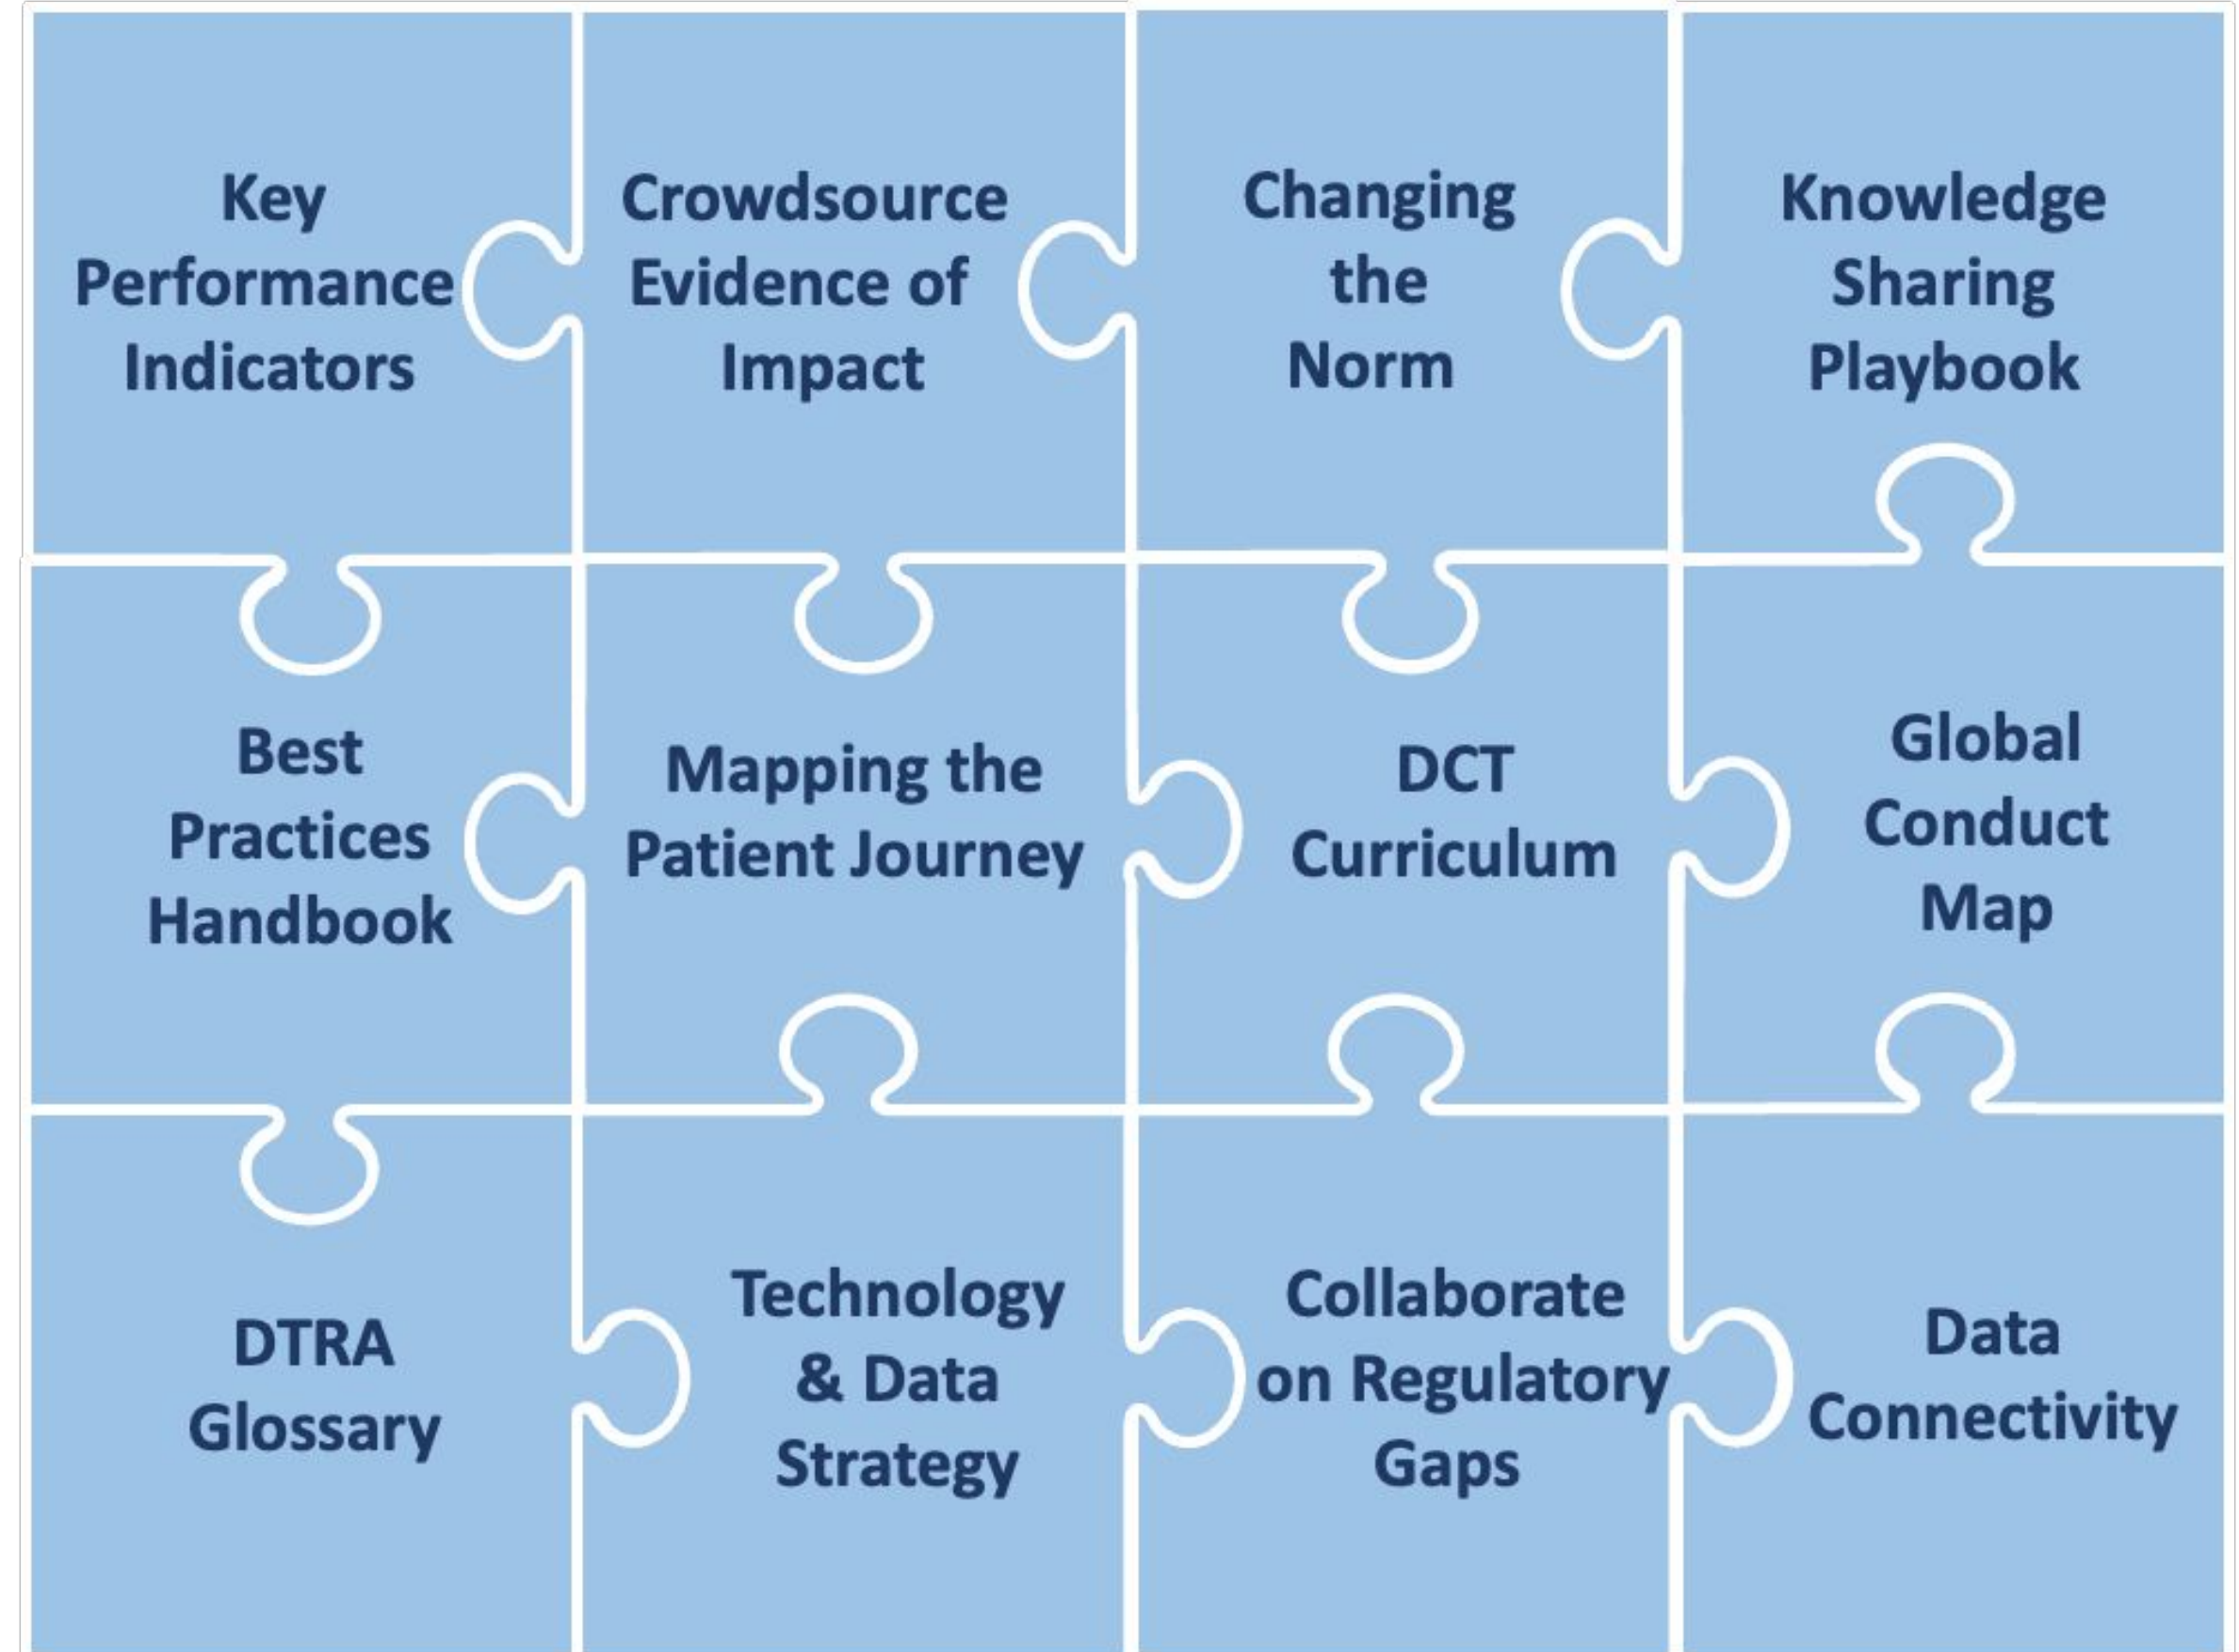 Key
Performance
Indicators
Crowdsource
Evidence of
Impact
Changing
the
Norm
Knowledge
Sharing
Playbook
Best
Practices
Handbook
Mapping the
Patient Journey
DCT
Curriculum
Global
Conduct
Map
DTRA
Glossary
Technology
& Data
Strategy
Collaborate
on Regulatory
Gaps
Data
Connectivity